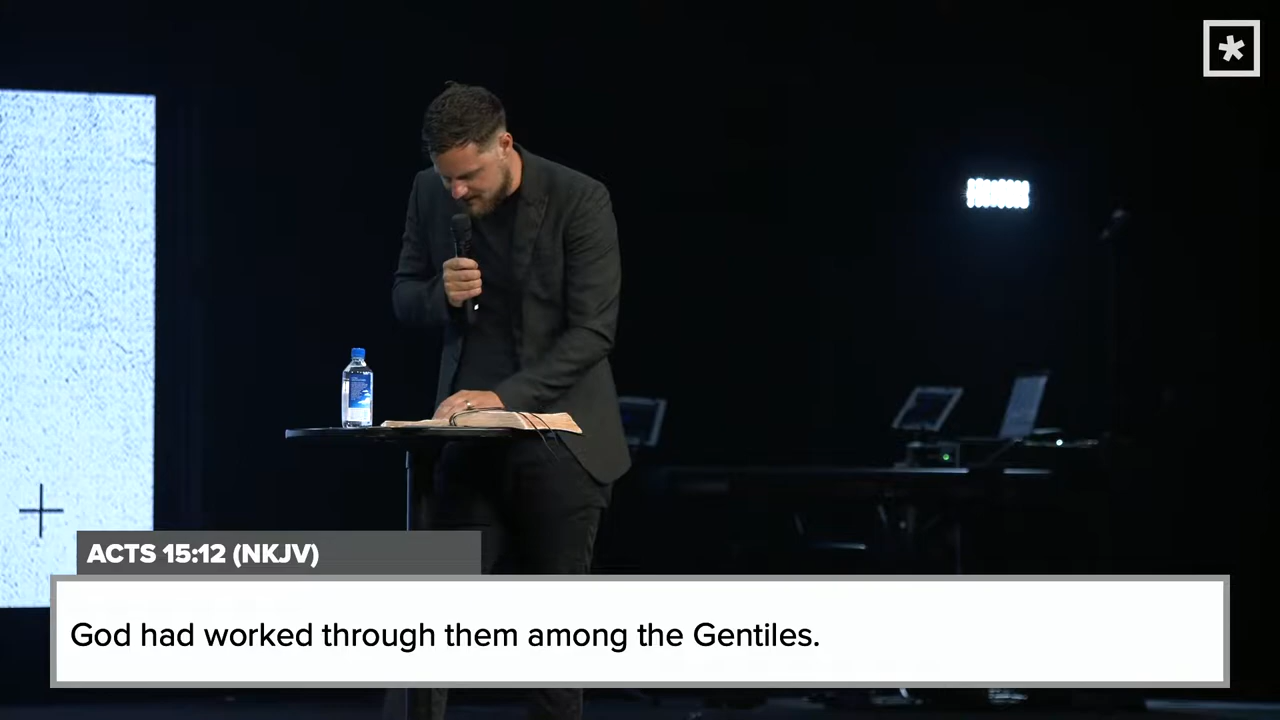 ACTS 15:12 (NKJV)
God had worked through them among the Gentiles.